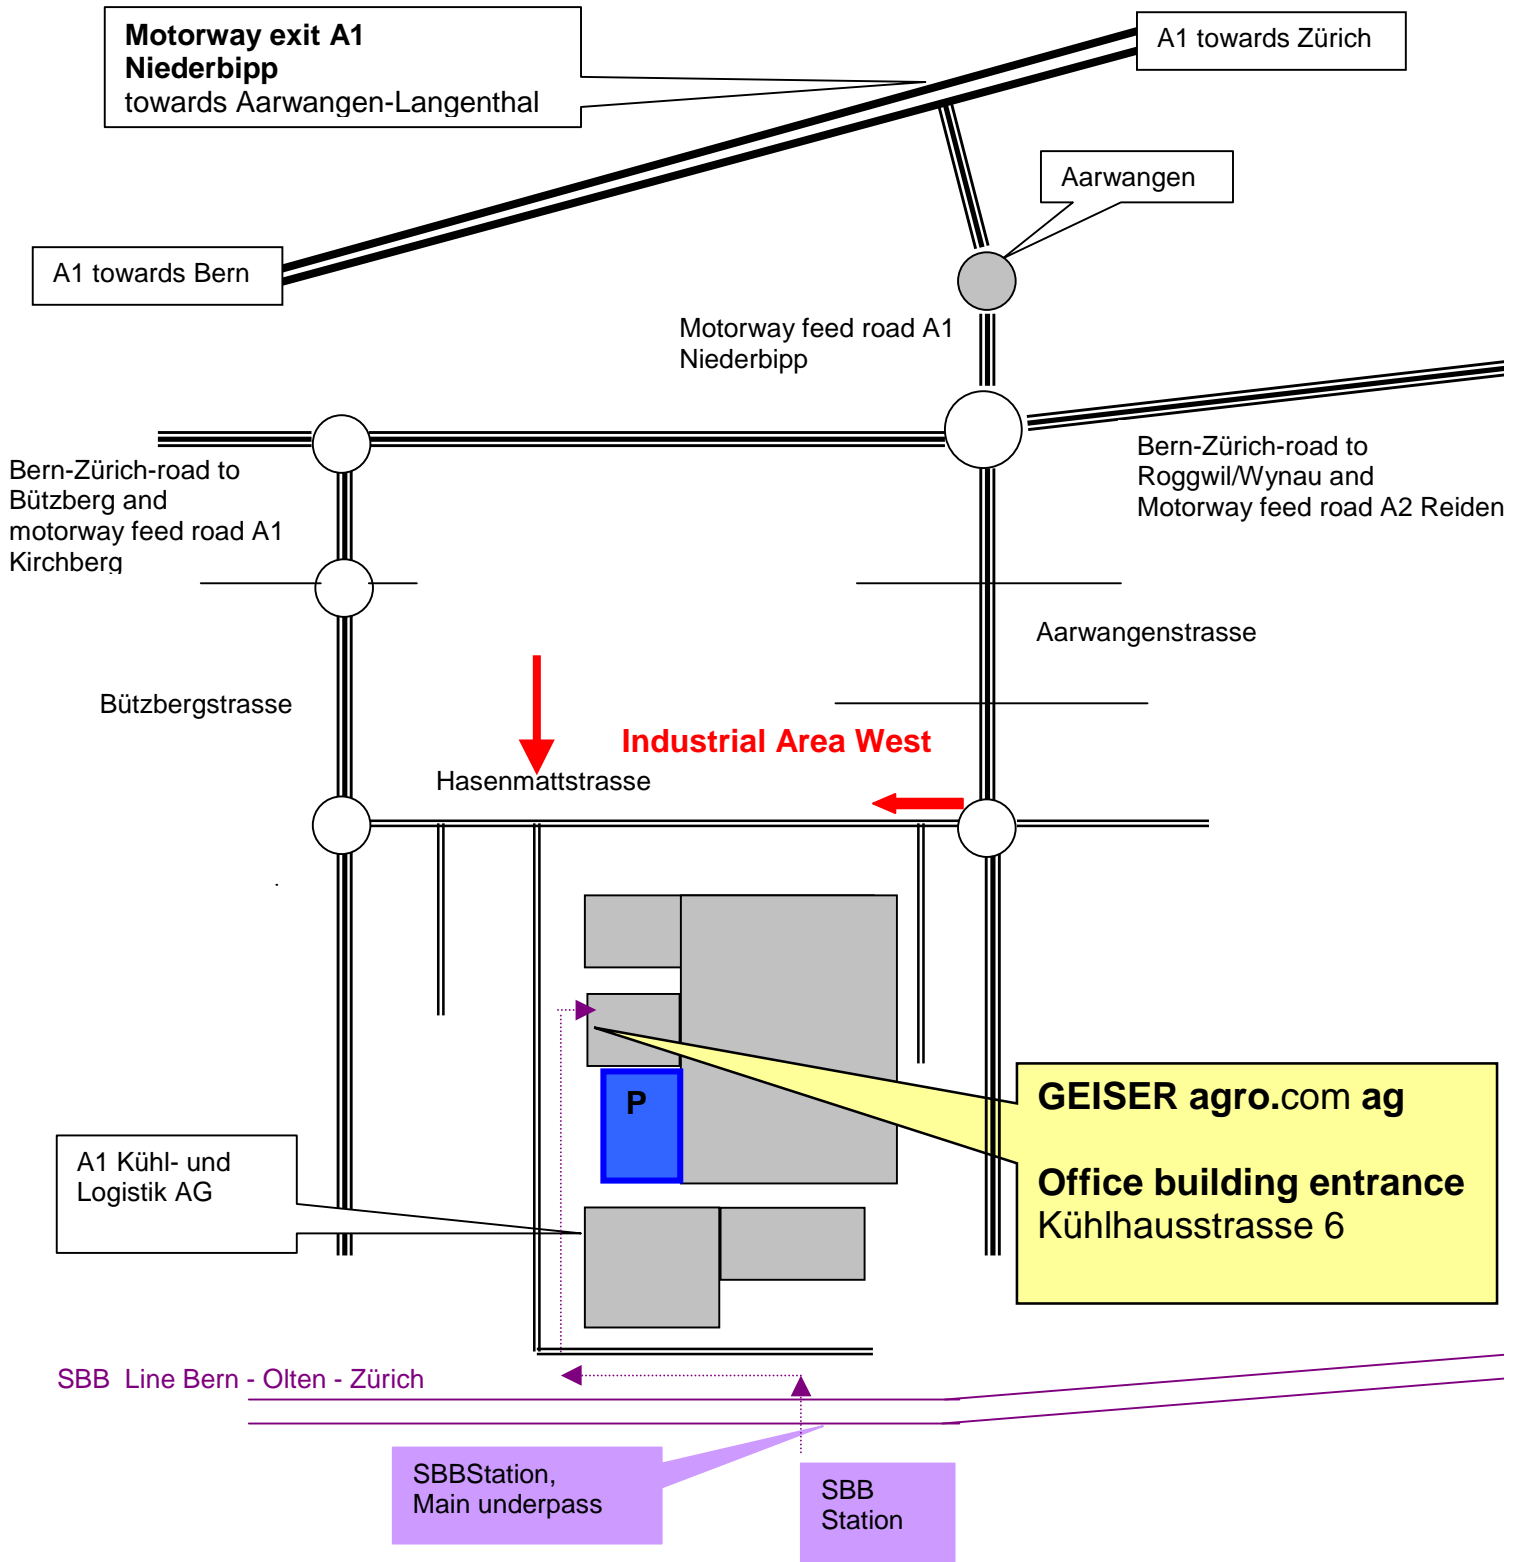 Motorway exit A1
Niederbipp
towards Aarwangen-Langenthal
A1 towards Zürich
Aarwangen
A1 towards Bern
Motorway feed road A1
Niederbipp
Bern-Zürich-road to
Bützberg and
motorway feed road A1
Kirchberg
Bern-Zürich-road to
Roggwil/Wynau and
Motorway feed road A2 Reiden
Aarwangenstrasse
Bützbergstrasse
Industrial Area West
Hasenmattstrasse
P
GEISER agro.com ag
Office building entrance
Kühlhausstrasse 6
A1 Kühl- und
Logistik AG
SBB Line Bern - Olten - Zürich
SBBStation,
Main underpass
SBB
Station